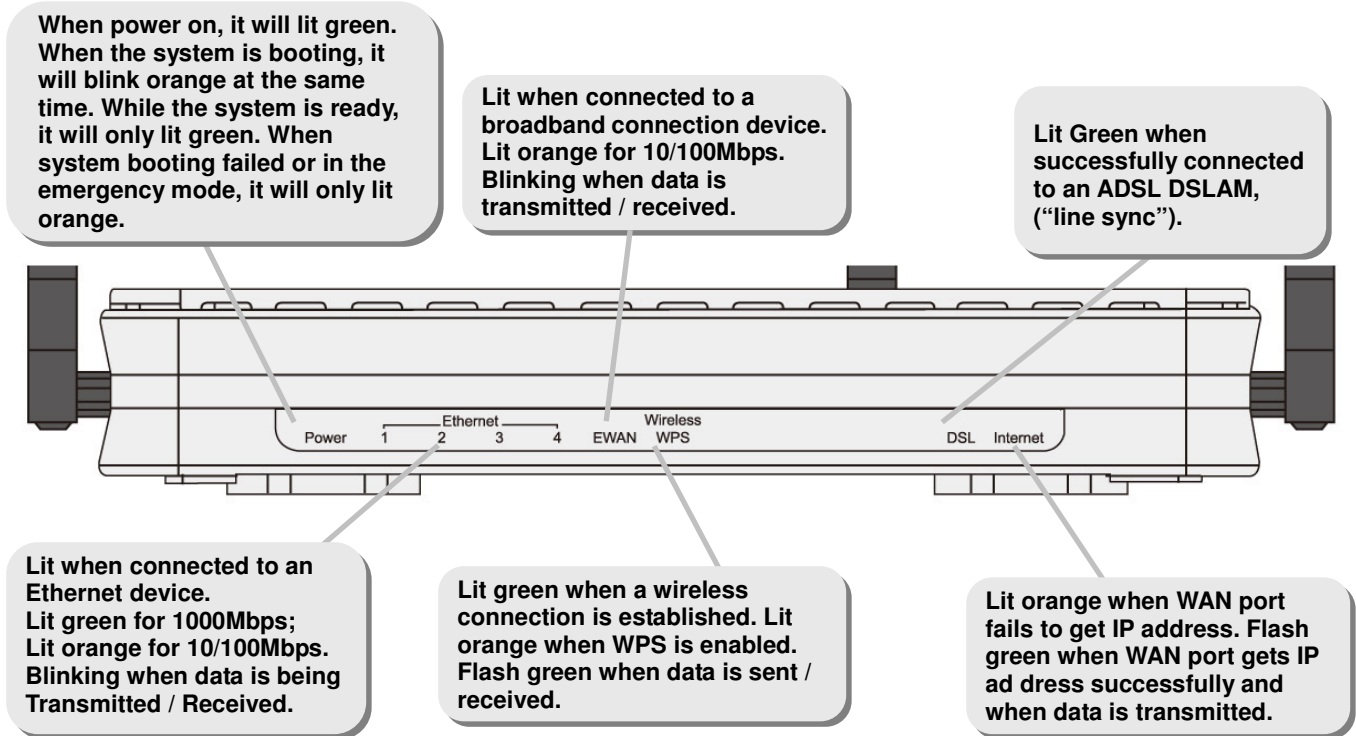 When power on, it will lit green.
When the system is booting, it
will blink orange at the same
time. While the system is ready,
it will only lit green. When
system booting failed or in the
emergency mode, it will only lit
orange.
Lit when connected to a
broadband connection device.
Lit orange for 10/100Mbps.
Blinking when data is
transmitted / received.
Lit Green when
successfully connected
to an ADSL DSLAM,
(“line sync”).
Ethernet
Wireless
Power 1 2 3 4 EWAN WPS DSL Internet
Lit when connected to an
Ethernet device.
Lit green for 1000Mbps;
Lit orange for 10/100Mbps.
Blinking when data is being
Transmitted / Received.
Lit green when a wireless
connection is established. Lit
orange when WPS is enabled.
Flash green when data is sent /
received.
Lit orange when WAN port
fails to get IP address. Flash
green when WAN port gets IP
ad dress successfully and
when data is transmitted.